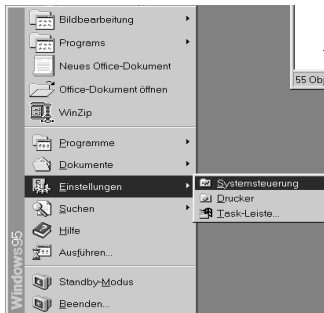 Bildbearbeitung
Programs
Neues Office-Dokument
Office-Dokument öffnen
WinZip
Programme
Dokumente
Einstellungen
Suchen
Hilfe
Ausführen...
Standby-Modus
Beenden...
Systemsteuerung
Drucker
Task-Leiste...
Windows95
55 Obj